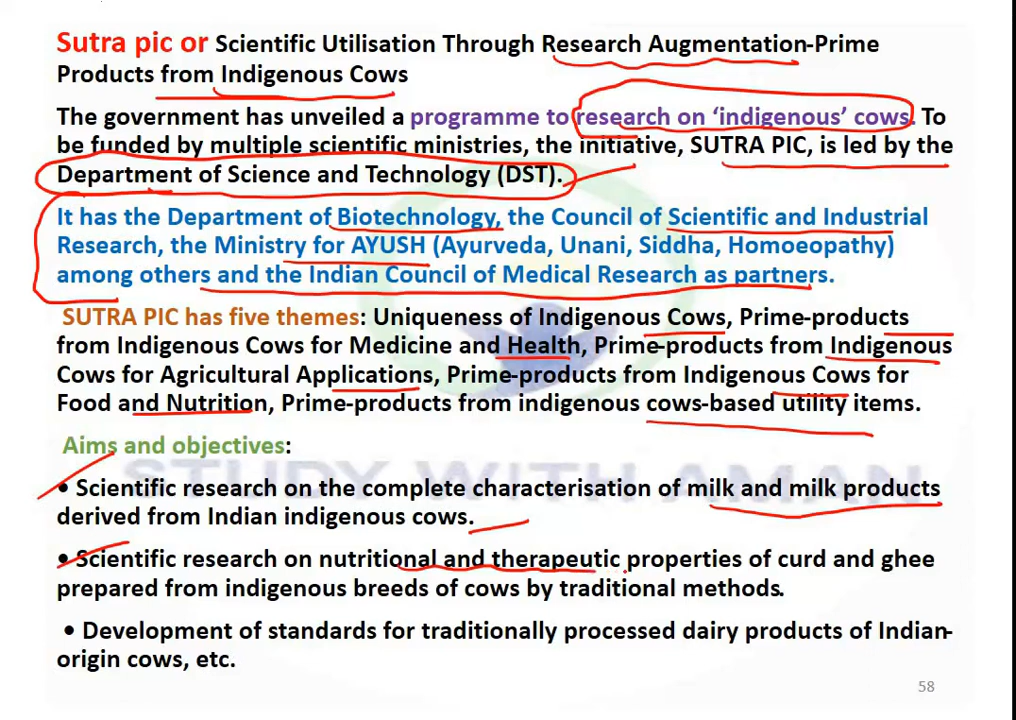 Sutra pic or Scientific Utilisation Through Research Augmentation-Prime
Products from Indigenous Cows
The government has unveiled a programme to research on ‘indigenous’ cows. To
be funded by multiple scientific ministries, the initiative, SUTRA PIC, is led by the
Department of Science and Technology (DST).
It has the Department of Biotechnology, the Council of Scientific and Industrial
Research, the Ministry for AYUSH (Ayurveda, Unani, Siddha, Homoeopathy)
among others and the Indian Council of Medical Research as partners.
SUTRA PIC has five themes: Uniqueness of Indigenous Cows, Prime-products
from Indigenous Cows for Medicine and Health, Prime-products from Indigenous
Cows for Agricultural Applications, Prime-products from Indigenous Cows for
Food and Nutrition, Prime-products from indigenous cows-based utility items.
Aims and objectives:
STUDY WITH AMAN
• Scientific research on the complete characterisation of milk and milk products
derived from Indian indigenous cows.
• Scientific research on nutritional and therapeutic properties of curd and ghee
prepared from indigenous breeds of cows by traditional methods.
• Development of standards for traditionally processed dairy products of Indian-
origin cows, etc.
58